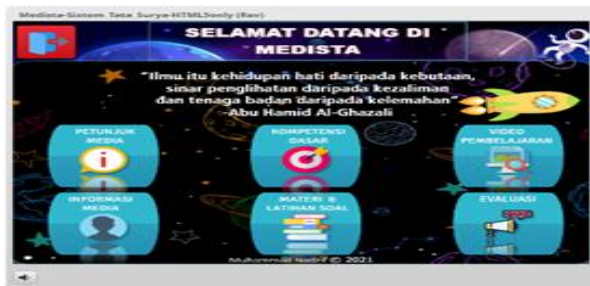 Medista-Sistem Tata Surya-HTML5only (Rev)
SELAMAT DATANG DI
MEDISTA
"Ilmu itu kehidupan hati daripada kebutaan,
sinar penglihatan daripada kezaliman
dan tenaga badan daripada kelemahan"
-Abu Hamid Al-Ghazali
PETUNJUK
MEDIA
KOMPETENSI
DASAR
VIDEO
PEMBELAJARAN
INFORMASI
MEDIA
MATERI &
LATIHAN SOAL
EVALUASI
Muhammad © 2021